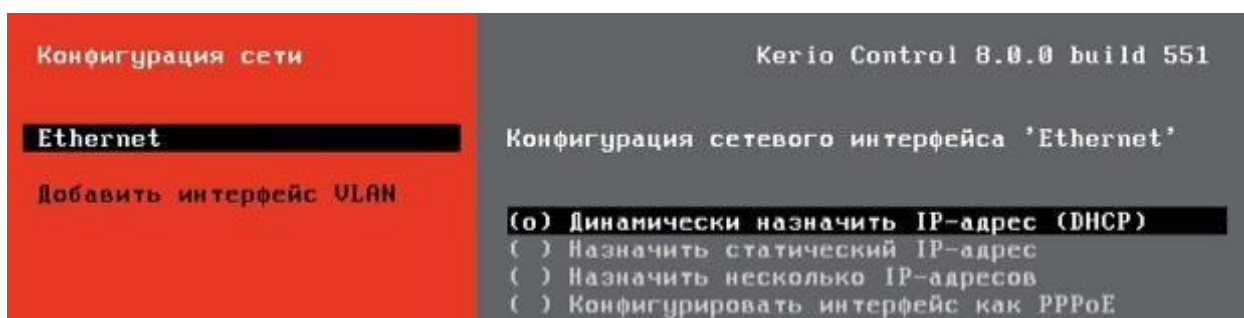 Конфигурация сети
Kerio Control 8.0.0 build 551
Ethernet
Добавить интерфейс VLAN
Конфигурация сетевого интерфейса 'Ethernet'
(o) Динамически назначить IP-адрес (DHCP)
( ) Назначить статический IP-адрес
( ) Назначить несколько IP-адресов
( ) Конфигурировать интерфейс как PPPoE